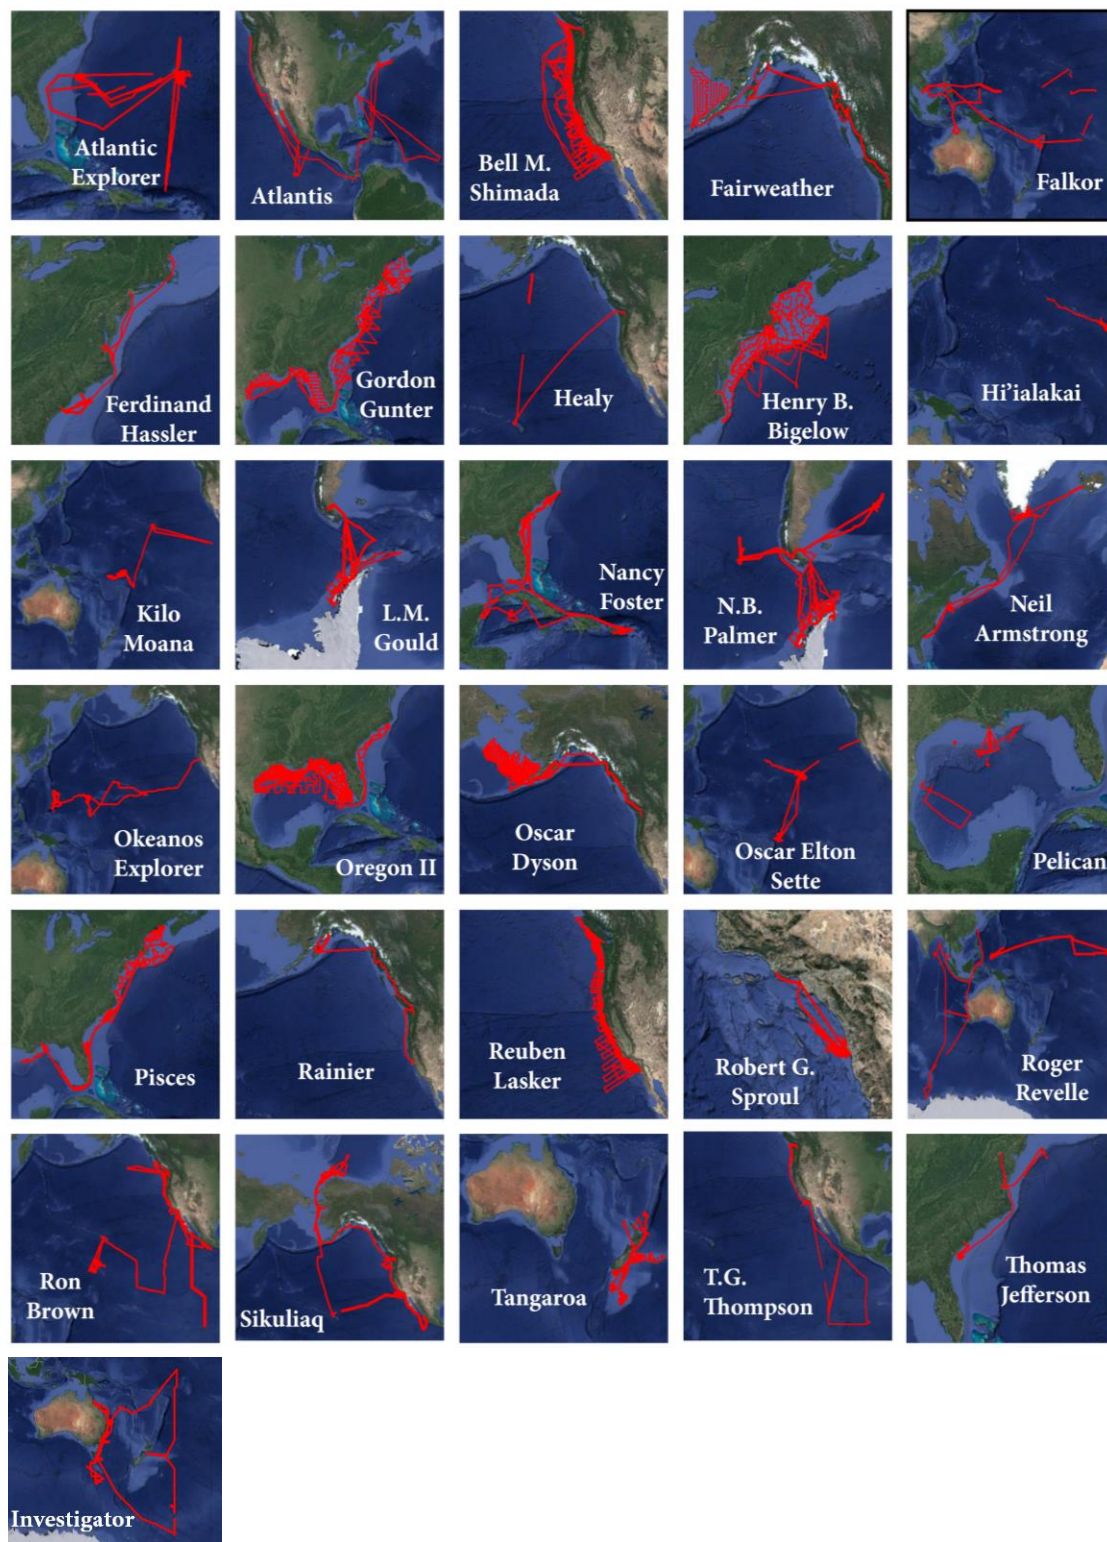 Atlantic
Explorer
Atlantis
Bell M.
Shimada
Fairweather
Falkor
Ferdinand
Hassler
Gordon
Gunter
Healy
Henry B.
Bigelow
Hi'ialakai
Kilo
Moana
L.M.
Gould
Nancy
Foster
N.B.
Palmer
Neil
Armstrong
Okeanos
Explorer
Oregon II
Oscar
Dyson
Oscar Elton
Sette
Pelican
Pisces
Rainier
Reuben
Lasker
Robert G.
Sproul
Roger
Revelle
Ron
Brown
Sikuliaq
Tangaroa
T.G.
Thompson
Thomas
Jefferson
Investigator